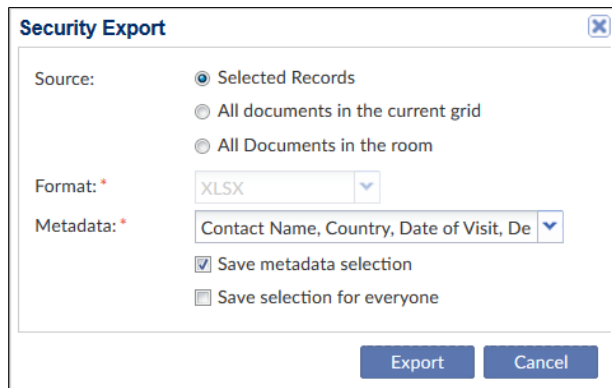 Security Export
Source:
Selected Records
All documents in the current grid
All Documents in the room
Format: *
XLSX
Metadata: *
Contact Name, Country, Date of Visit, De
Save metadata selection
Save selection for everyone
Export
Cancel